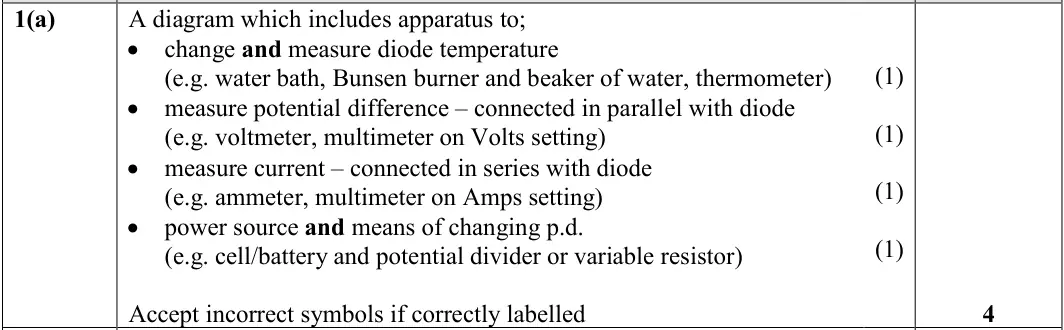 1(a) A diagram which includes apparatus to;
• change and measure diode temperature
(e.g. water bath, Bunsen burner and beaker of water, thermometer) (1)
• measure potential difference – connected in parallel with diode
(e.g. voltmeter, multimeter on Volts setting) (1)
• measure current – connected in series with diode
(e.g. ammeter, multimeter on Amps setting) (1)
• power source and means of changing p.d.
(e.g. cell/battery and potential divider or variable resistor) (1)
Accept incorrect symbols if correctly labelled 4